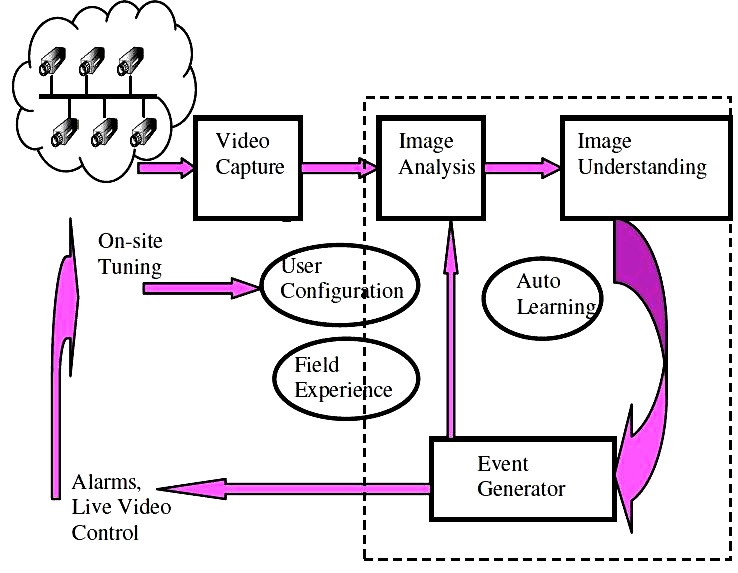 Video
Capture
Image
Analysis
Image
Understanding
On-site
Tuning
User
Configuration
Auto
Learning
Field
Experience
Event
Generator
Alarms,
Live Video
Control